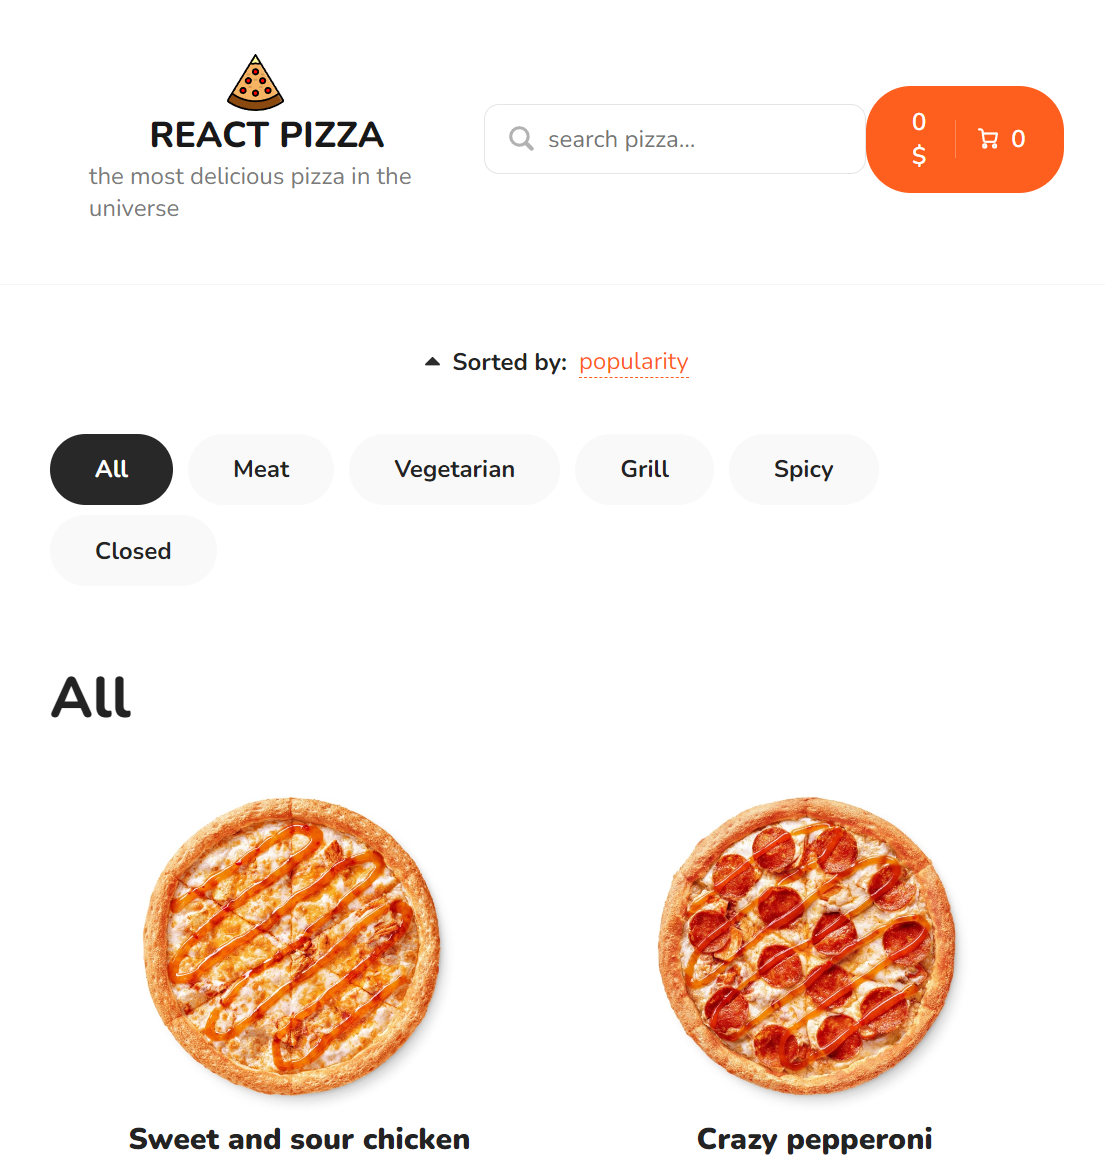 REACT PIZZA
the most delicious pizza in the
universe
search pizza...
0
$
0
Sorted by: popularity
All
Meat
Vegetarian
Grill
Spicy
Closed
All
Sweet and sour chicken
Crazy pepperoni